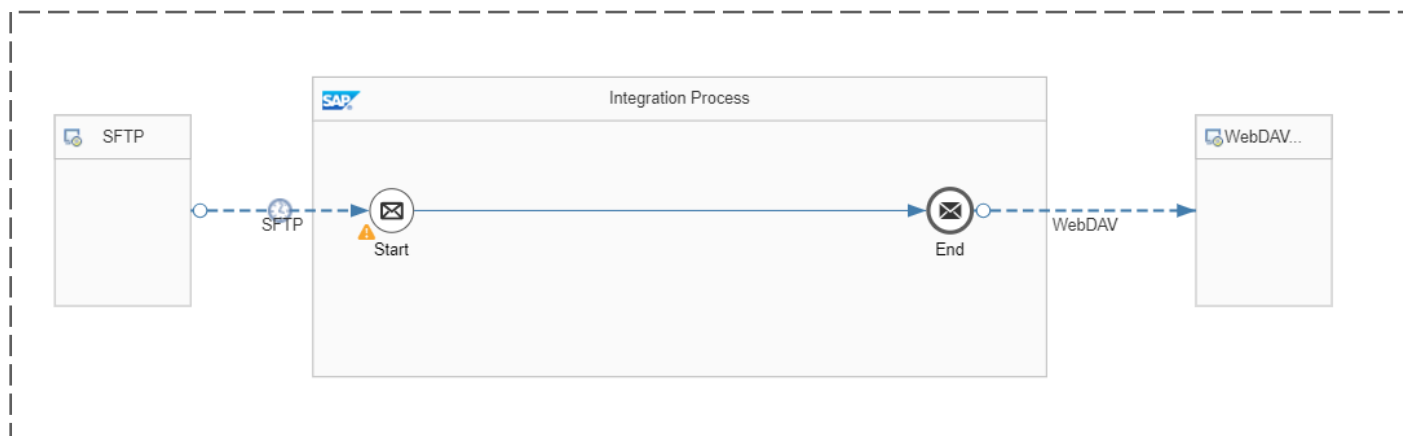 SAP
Integration Process
SFTP
WebDAV...
SFTP
WebDAV
Start
End